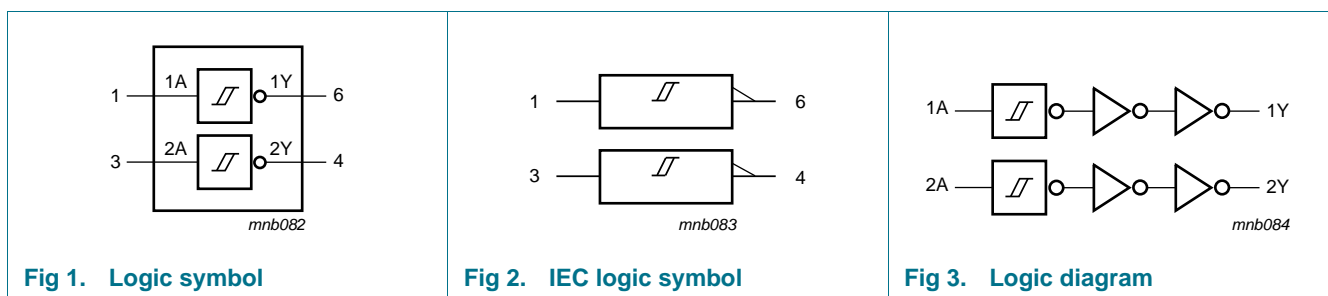 1 1A 1Y 6
3 2A 2Y 4
mnb082
Fig 1. Logic symbol
1 6
3 4
mnb083
Fig 2. IEC logic symbol
1A 1Y
2A 2Y
mnb084
Fig 3. Logic diagram